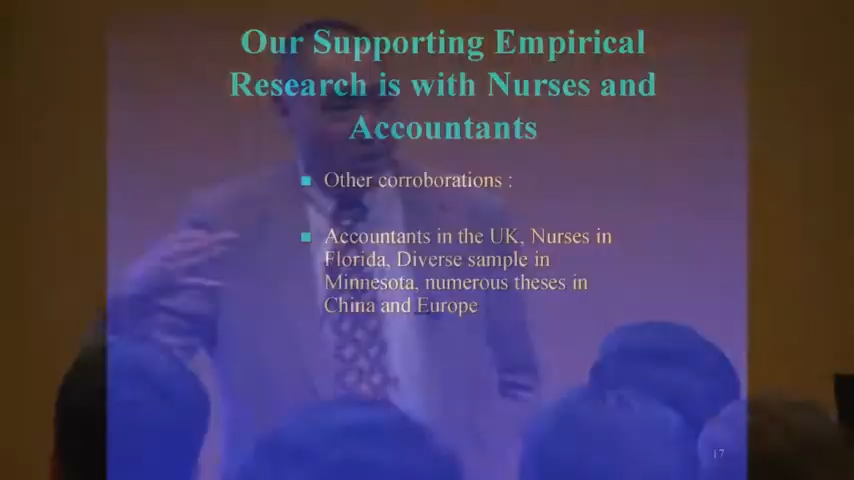 Our Supporting Empirical
Research is with Nurses and
Accountants
Other corroborations :
Accountants in the UK, Nurses in
Florida, Diverse sample in
Minnesota, numerous theses in
China and Europe
17